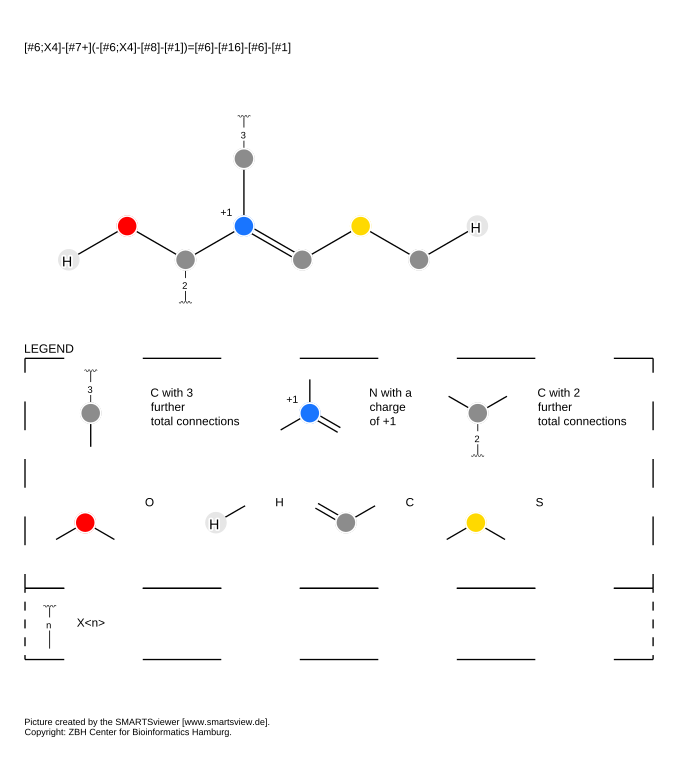 [#6;X4]-[#7+](-[#6;X4]-[#8]-[#1])=[#6]-[#16]-[#6]-[#1]
3
+1
H
H
2
LEGEND
3
C with 3
further
total connections
+1
N with a
charge
of +1
C with 2
further
total connections
2
O
H
H
C
S
n
X<n>
Picture created by the SMARTSviewer [www.smartsview.de].
Copyright: ZBH Center for Bioinformatics Hamburg.